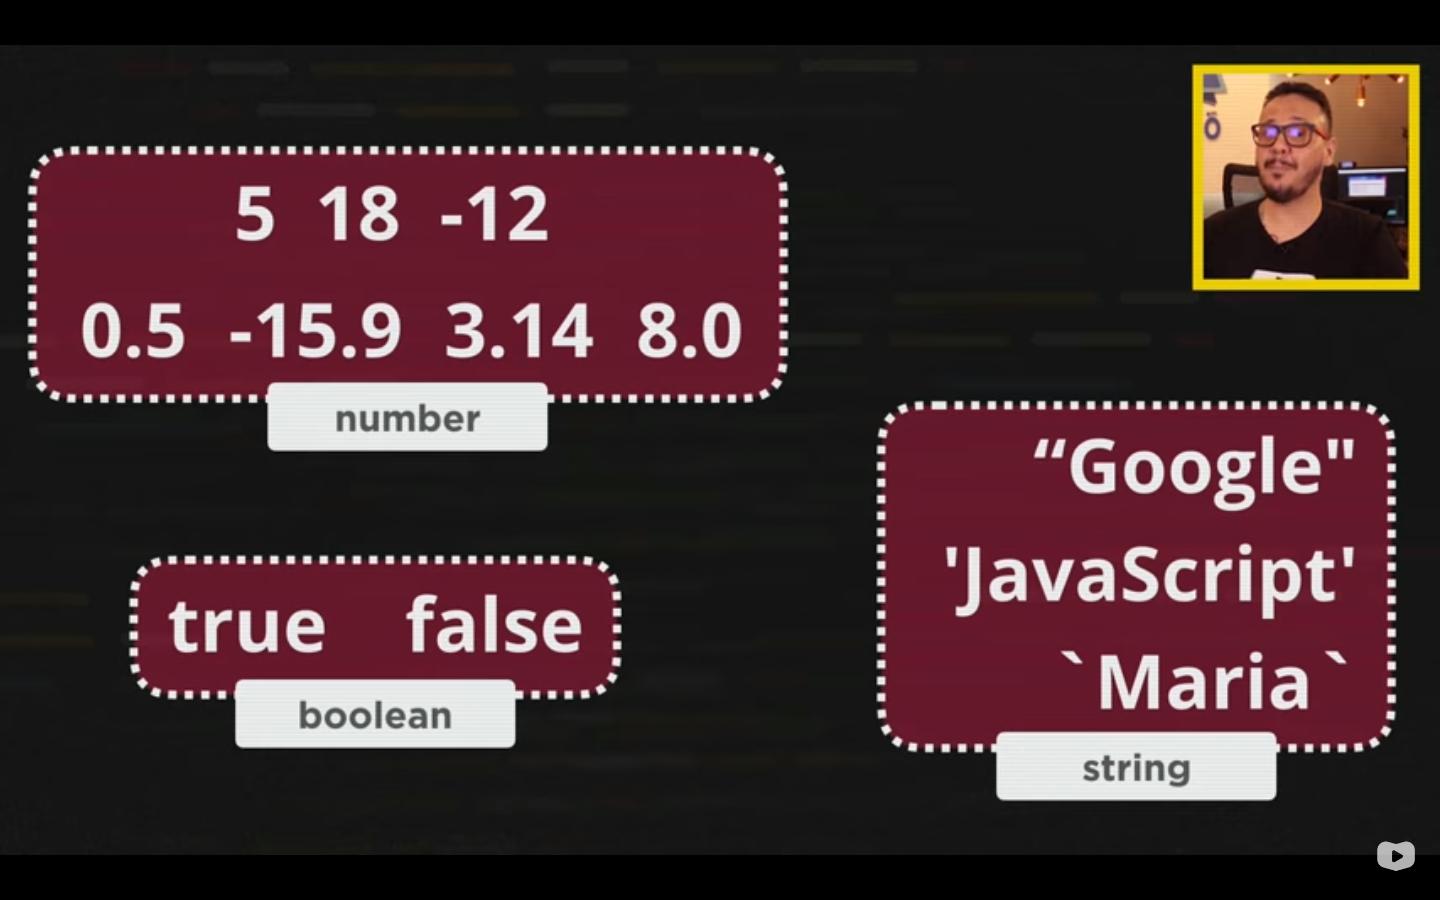 5 18 -12
0.5 -15.9 3.14 8.0
number
true false
boolean
“Google"
'JavaScript'
`Maria`
string